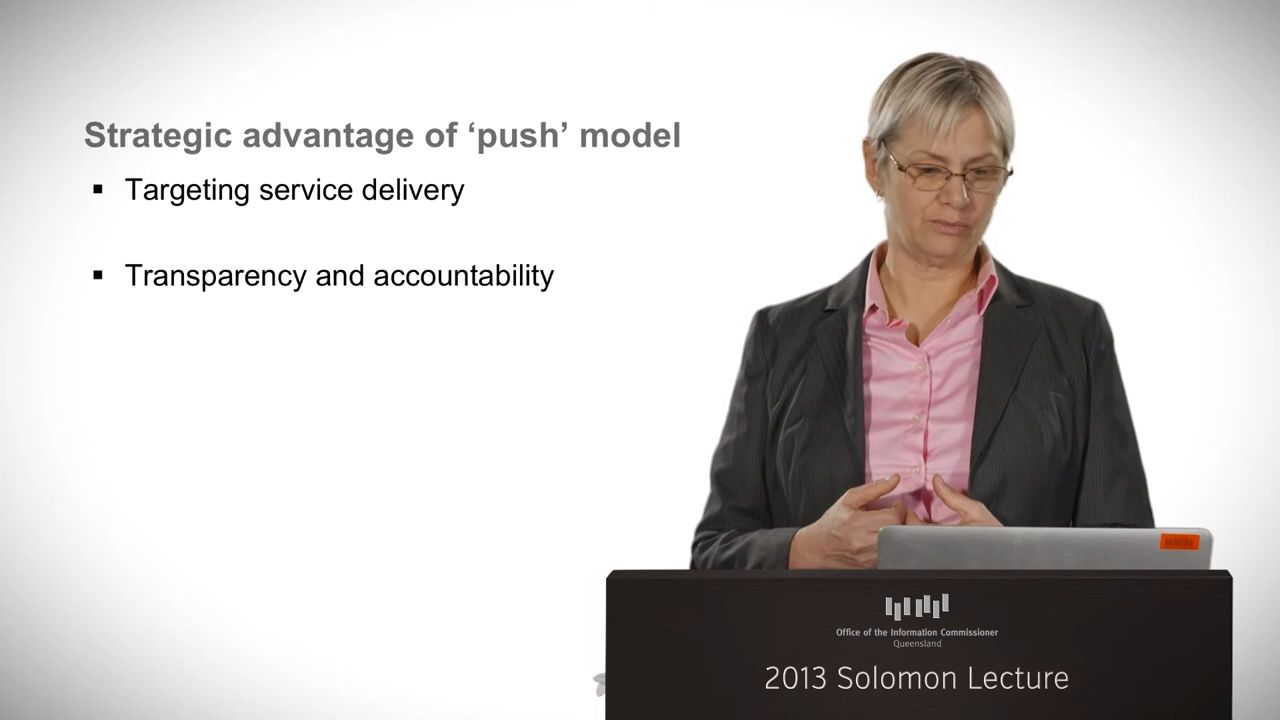 Strategic advantage of ‘push’ model
▪ Targeting service delivery
▪ Transparency and accountability
Office of the Information Commissioner
Queensland
2013 Solomon Lecture